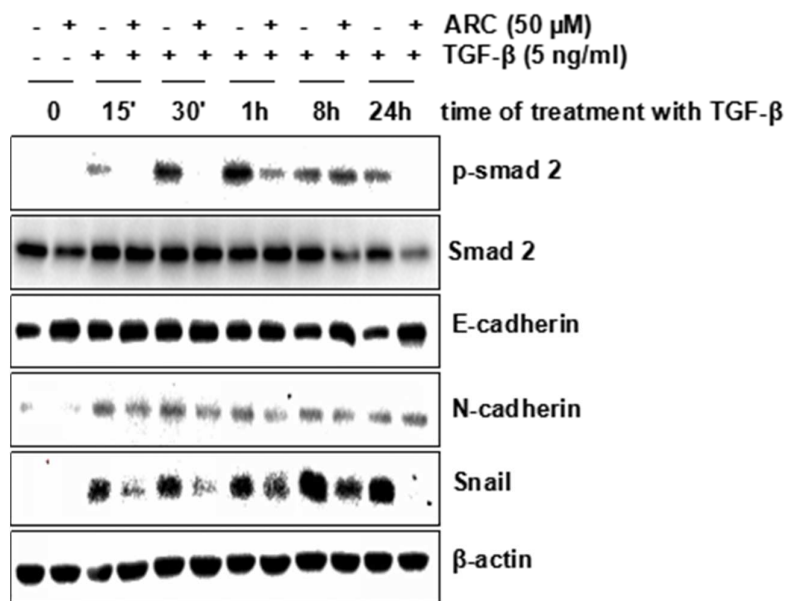 - + - + - + - + - + - + ARC (50 µM)
- - + + + + + + + + + + TGF-β (5 ng/ml)
0 15' 30' 1h 8h 24h time of treatment with TGF-β
p-smad 2
Smad 2
E-cadherin
N-cadherin
Snail
β-actin